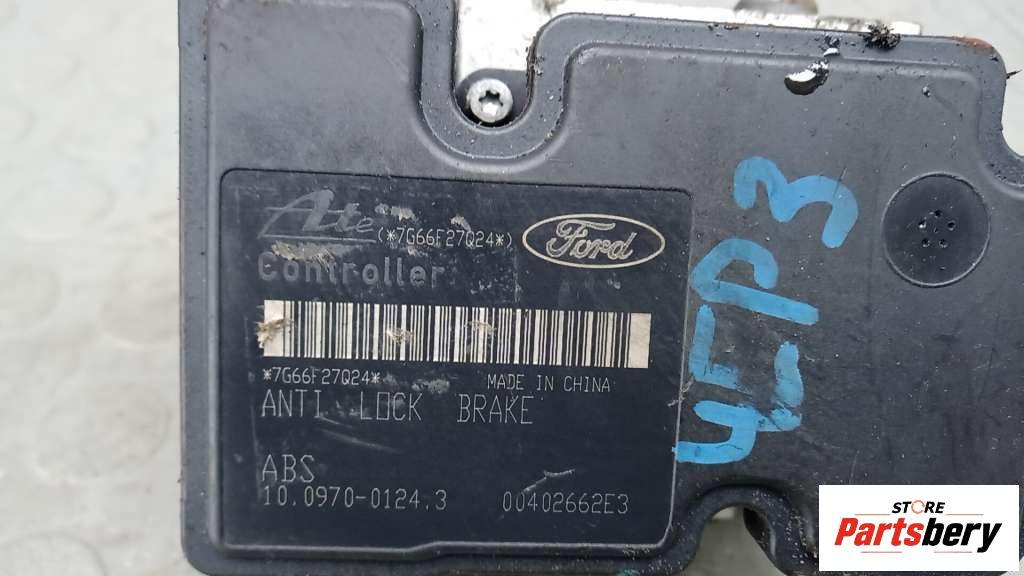 Ate (*7G66F27Q24*) Ford
Controller
*7G66F27Q24* MADE IN CHINA
ANTI LOCK BRAKE
ABS
10.0970-0124.3 00402662E3
STORE
Partsbery